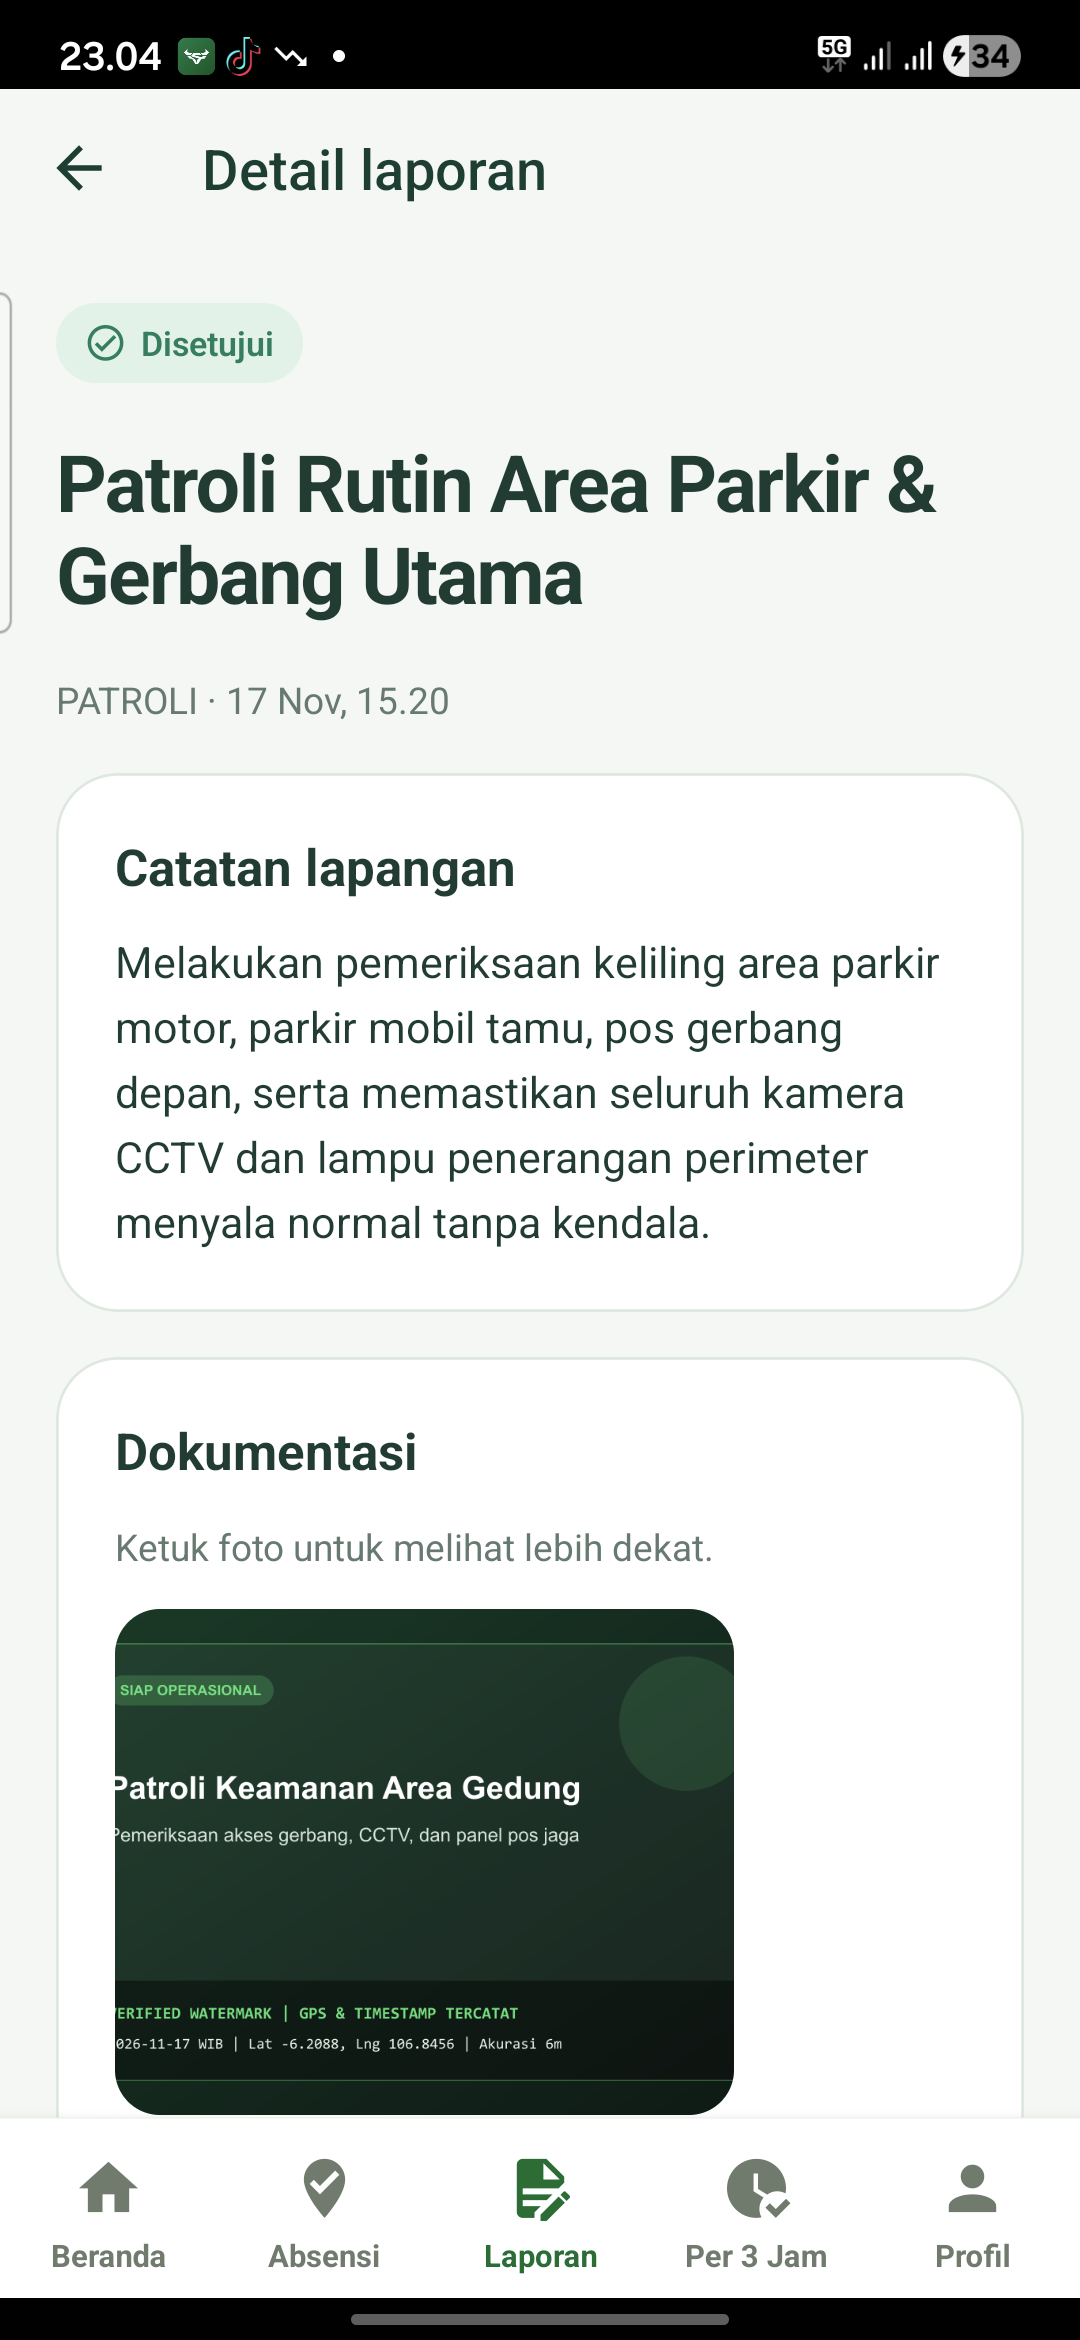 23.04
5G
34
Detail laporan
Disetujui
Patroli Rutin Area Parkir &
Gerbang Utama
PATROLI · 17 Nov, 15.20
Catatan lapangan
Melakukan pemeriksaan keliling area parkir
motor, parkir mobil tamu, pos gerbang
depan, serta memastikan seluruh kamera
CCTV dan lampu penerangan perimeter
menyala normal tanpa kendala.
Dokumentasi
Ketuk foto untuk melihat lebih dekat.
SIAP OPERASIONAL
Patroli Keamanan Area Gedung
Pemeriksaan akses gerbang, CCTV, dan panel pos jaga
VERIFIED WATERMARK | GPS & TIMESTAMP TERCATAT
026-11-17 WIB | Lat -6.2088, Lng 106.8456 | Akurasi 6m
Beranda
Absensi
Laporan
Per 3 Jam
Profil